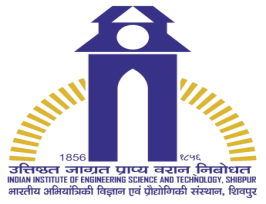 1856 १८५६
उत्तिष्ठत जाग्रत प्राप्य वरान निबोधत
INDIAN INSTITUTE OF ENGINEERING SCIENCE AND TECHNOLOGY, SHIBPUR
भारतीय अभियांत्रिकी विज्ञान एवं प्रौद्योगिकी संस्थान, शिवपुर